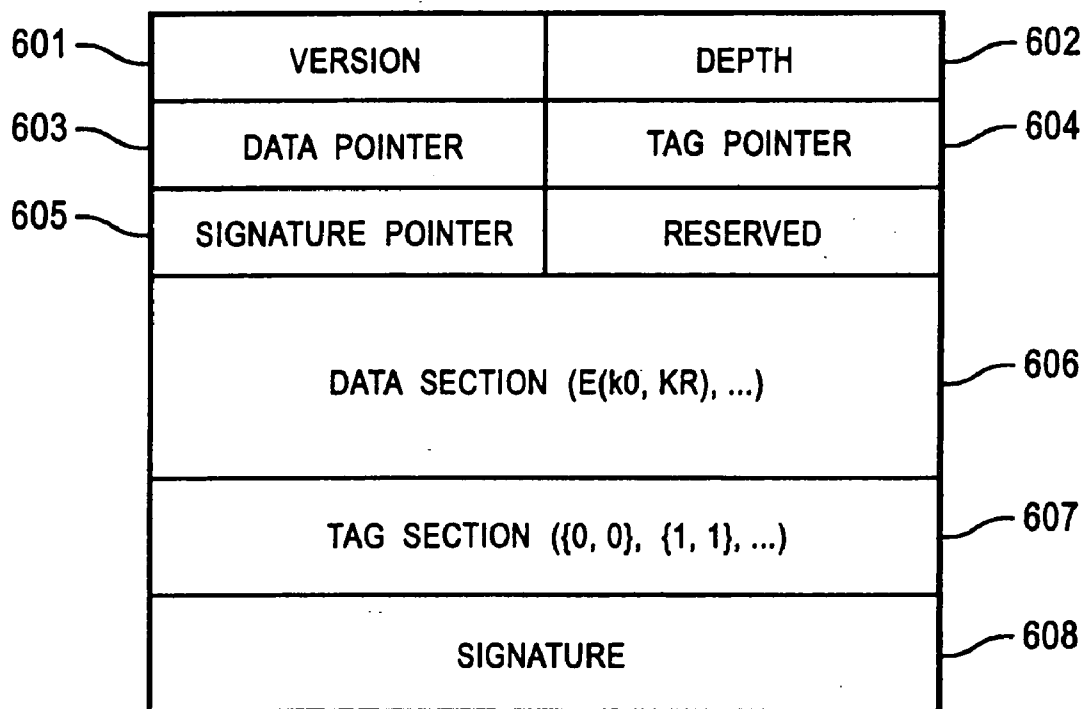 601 VERSION DEPTH 602
603 DATA POINTER TAG POINTER 604
605 SIGNATURE POINTER RESERVED
DATA SECTION (E(k0, KR), ...) 606
TAG SECTION ({0, 0}, {1, 1}, ...) 607
SIGNATURE 608